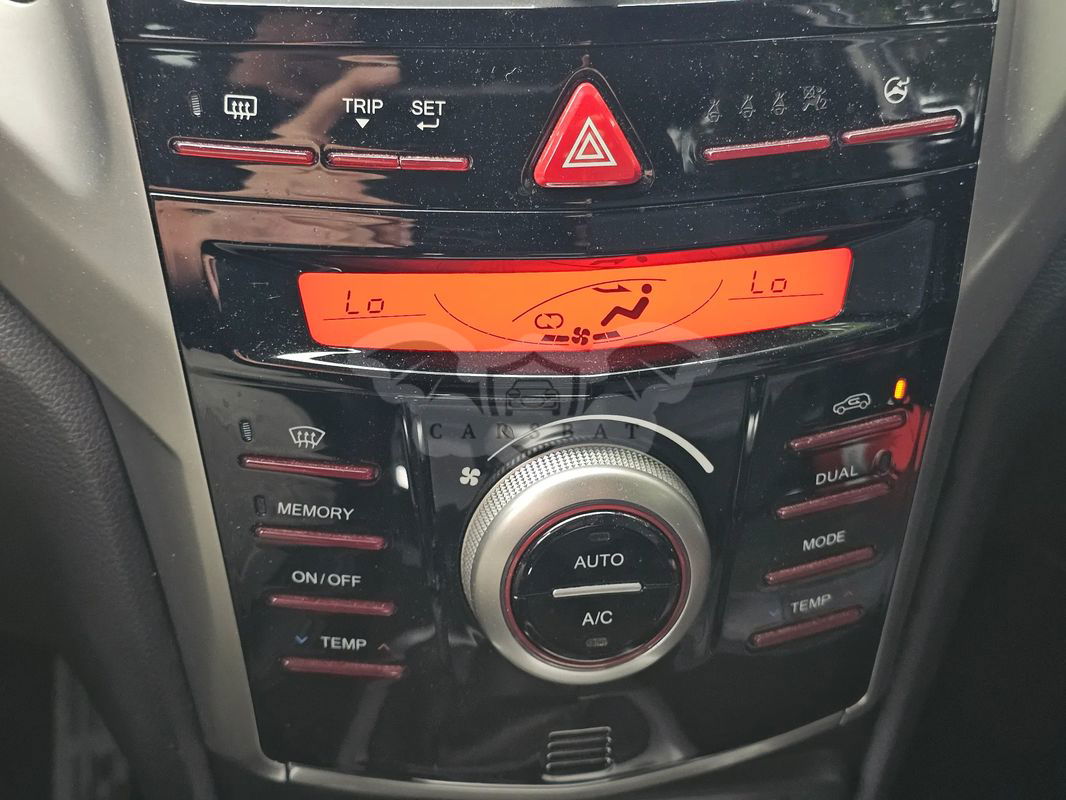 TRIP SET
Lo Lo
CARSBAT
DUAL
MEMORY
MODE
AUTO
ON/OFF
A/C
TEMP
TEMP